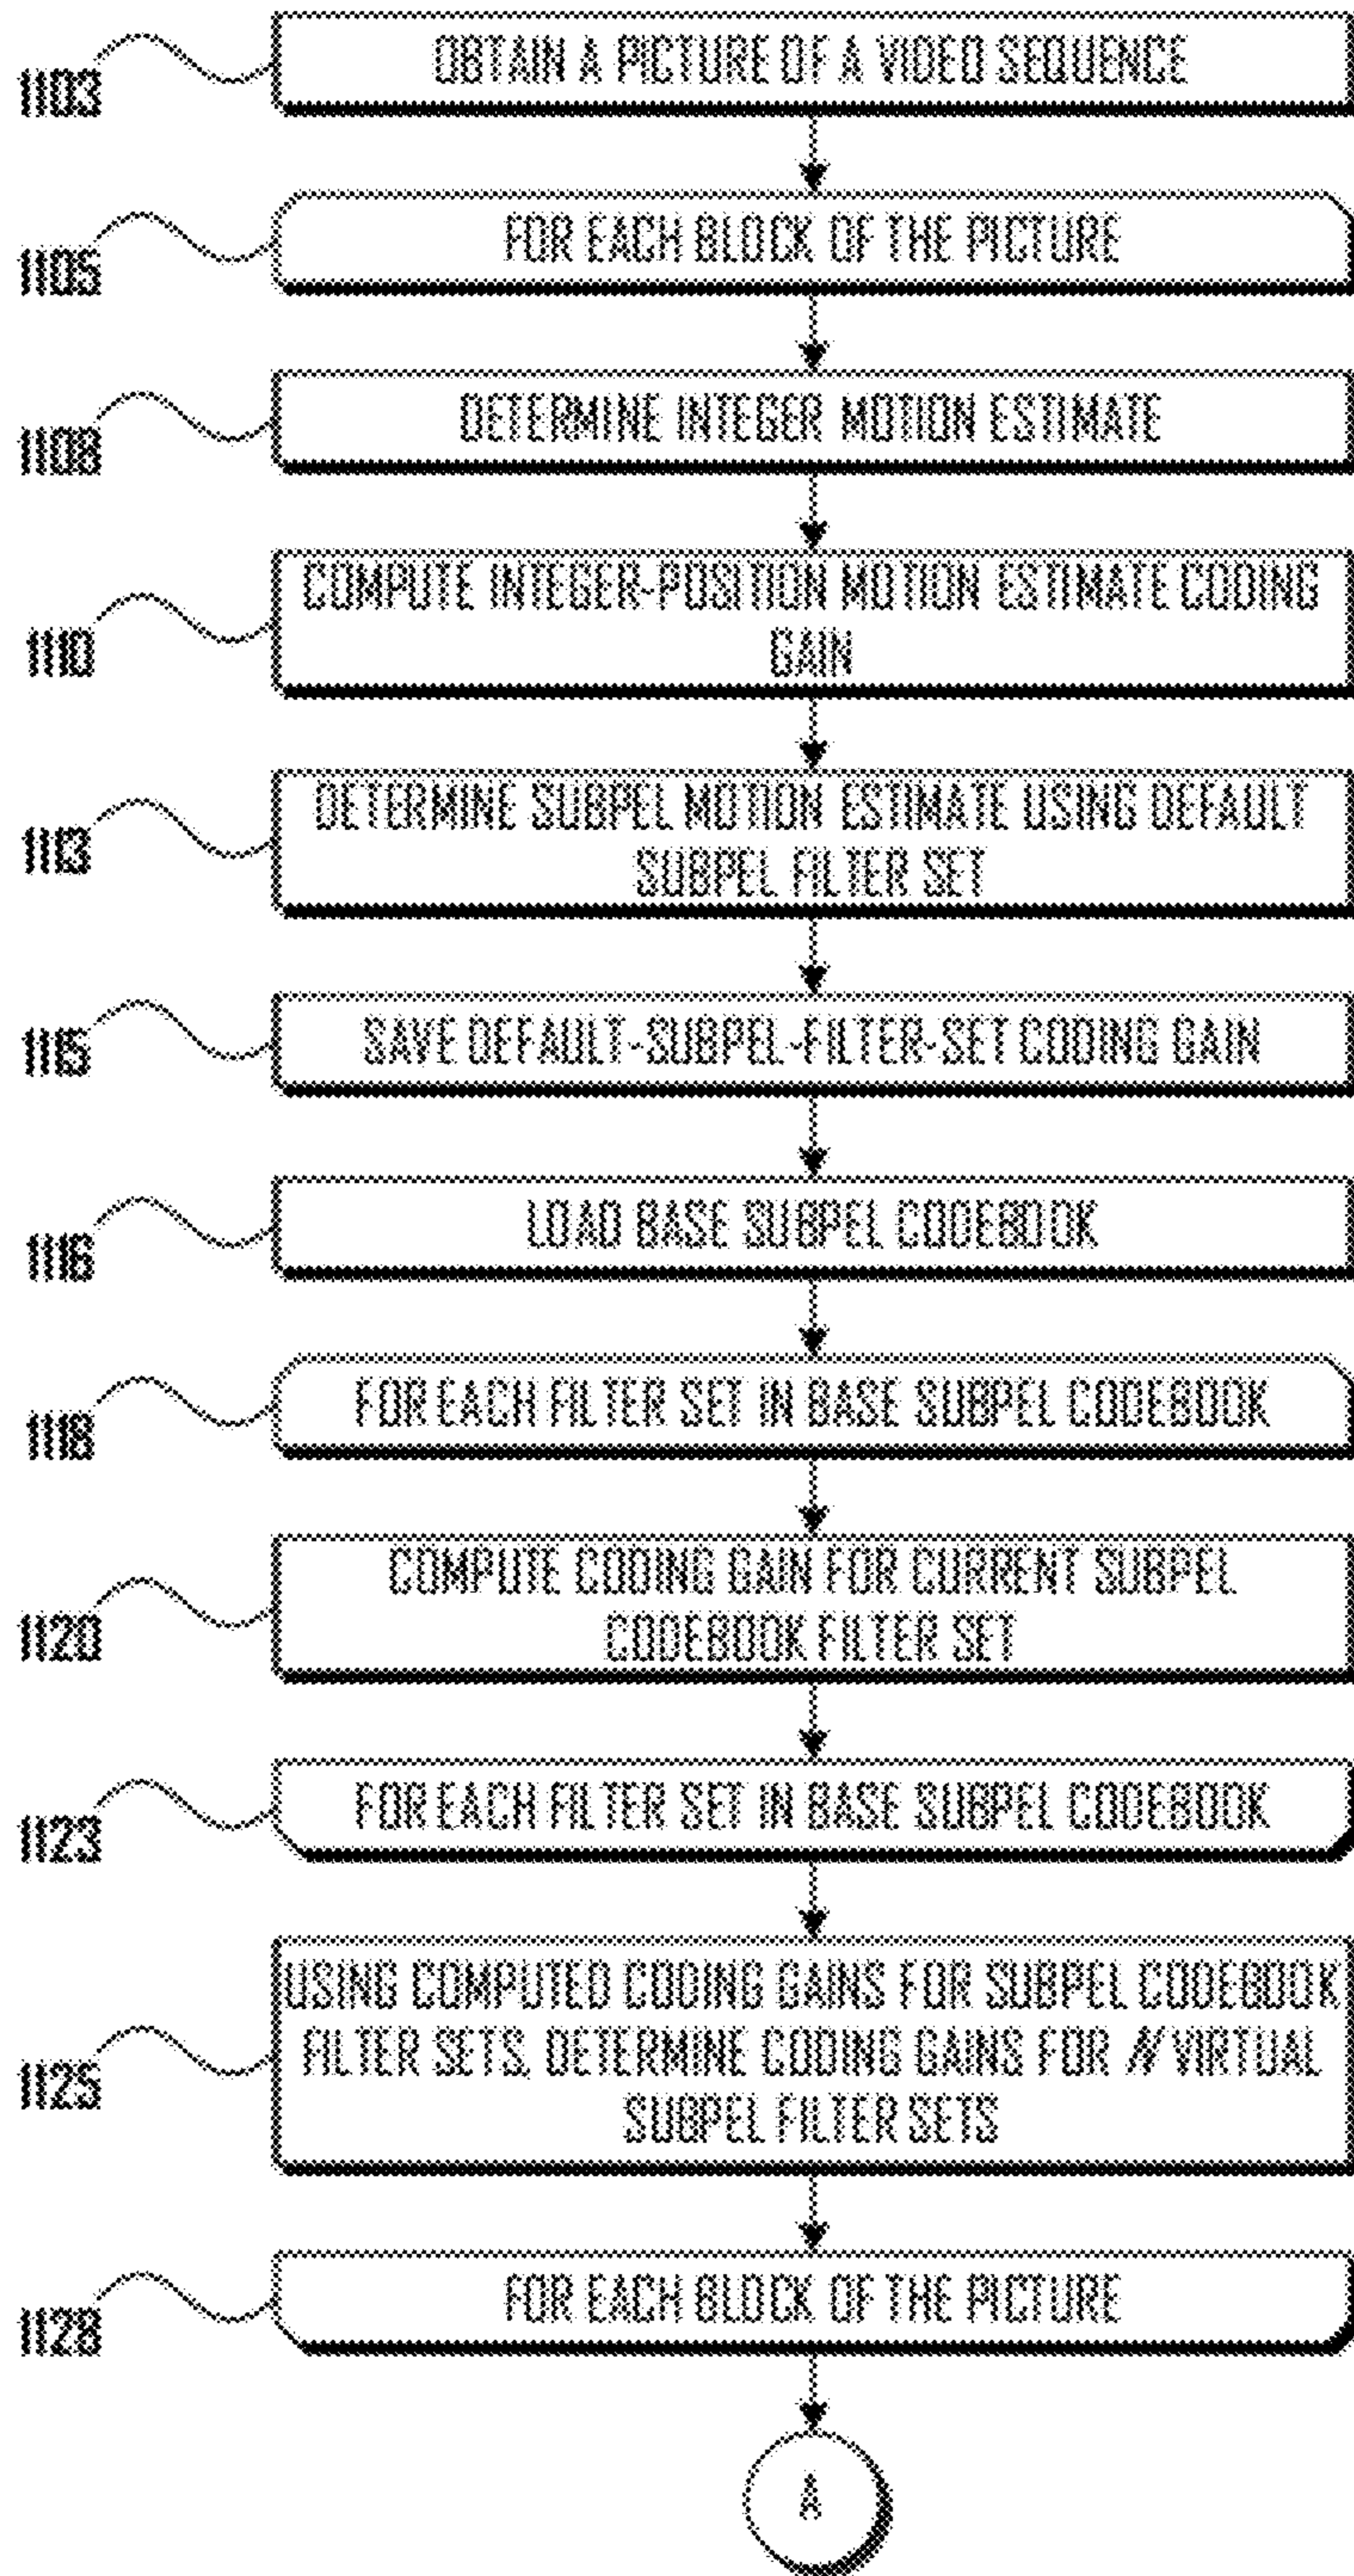 1103
OBTAIN A PICTURE OF A VIDEO SEQUENCE
1105
FOR EACH BLOCK OF THE PICTURE
1108
DETERMINE INTEGER MOTION ESTIMATE
1110
COMPUTE INTEGER-POSITION MOTION ESTIMATE CODING
GAIN
1113
DETERMINE SUBPEL MOTION ESTIMATE USING DEFAULT
SUBPEL FILTER SET
1115
SAVE DEFAULT-SUBPEL-FILTER-SET CODING GAIN
1116
LOAD BASE SUBPEL CODEBOOK
1118
FOR EACH FILTER SET IN BASE SUBPEL CODEBOOK
1120
COMPUTE CODING GAIN FOR CURRENT SUBPEL
CODEBOOK FILTER SET
1123
FOR EACH FILTER SET IN BASE SUBPEL CODEBOOK
1125
USING COMPUTED CODING GAINS FOR SUBPEL CODEBOOK
FILTER SETS, DETERMINE CODING GAINS FOR N VIRTUAL
SUBPEL FILTER SETS
1128
FOR EACH BLOCK OF THE PICTURE
A